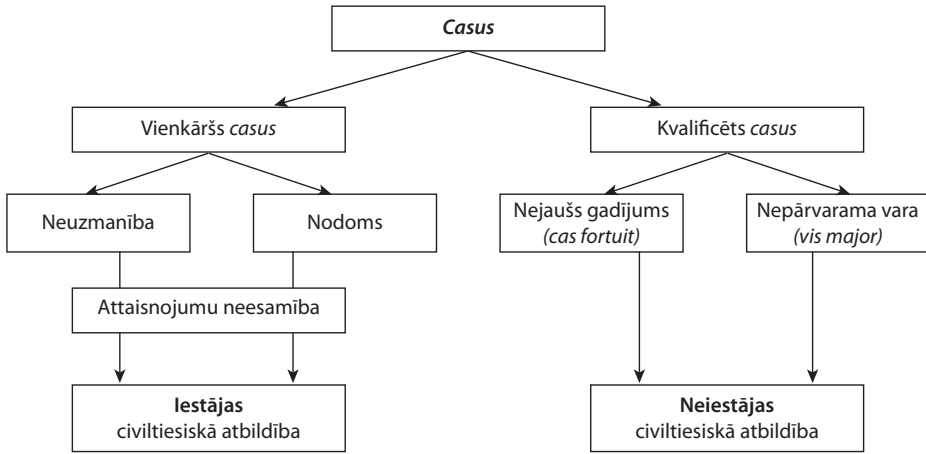 Casus
Vienkāršs casus
Kvalificēts casus
Neuzmanība
Nodoms
Nejaušs gadījums
(cas fortuit)
Nepārvarama vara
(vis major)
Attaisnojumu neesamība
Iestājas
civiltiesiskā atbildība
Neiestājas
civiltiesiskā atbildība